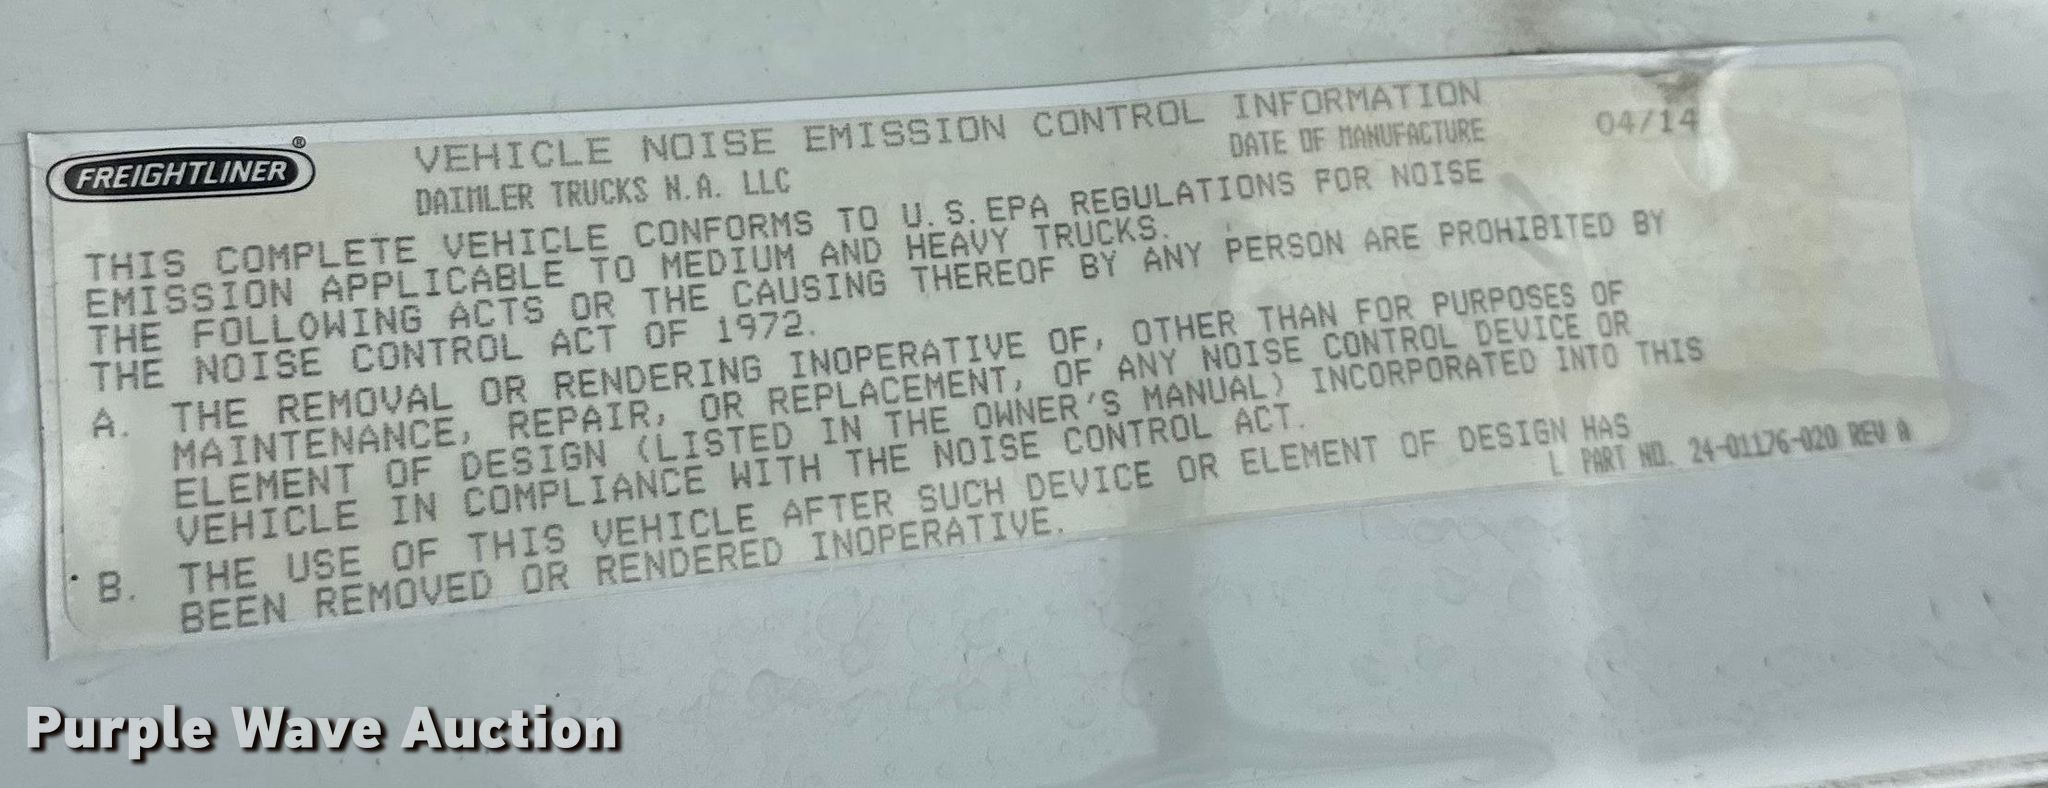 FREIGHTLINER®
VEHICLE NOISE EMISSION CONTROL INFORMATION
DAIMLER TRUCKS N.A. LLC
DATE OF MANUFACTURE 04/14
THIS COMPLETE VEHICLE CONFORMS TO U.S.EPA REGULATIONS FOR NOISE
EMISSION APPLICABLE TO MEDIUM AND HEAVY TRUCKS.
THE FOLLOWING ACTS OR THE CAUSING THEREOF BY ANY PERSON ARE PROHIBITED BY
THE NOISE CONTROL ACT OF 1972.
A. THE REMOVAL OR RENDERING INOPERATIVE OF, OTHER THAN FOR PURPOSES OF
MAINTENANCE, REPAIR, OR REPLACEMENT, OF ANY NOISE CONTROL DEVICE OR
ELEMENT OF DESIGN (LISTED IN THE OWNER'S MANUAL) INCORPORATED INTO THIS
VEHICLE IN COMPLIANCE WITH THE NOISE CONTROL ACT.
B. THE USE OF THIS VEHICLE AFTER SUCH DEVICE OR ELEMENT OF DESIGN HAS
BEEN REMOVED OR RENDERED INOPERATIVE.
L PART NO. 24-01176-020 REV A
Purple Wave Auction